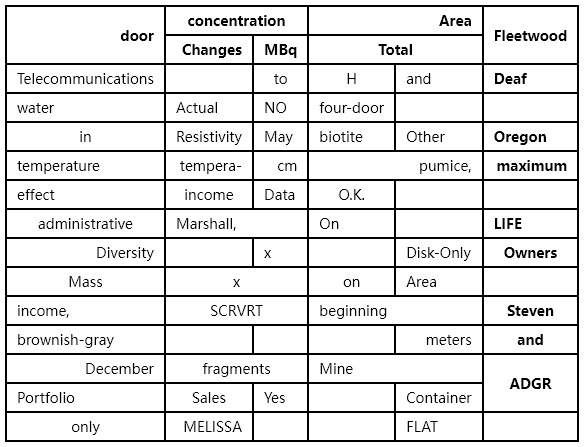 door concentration Area Fleetwood
Changes MBq Total
Telecommunications to H and Deaf
water Actual NO four-door
in Resistivity May biotite Other Oregon
temperature tempera- cm pumice, maximum
effect income Data O.K.
administrative Marshall, On LIFE
Diversity x Disk-Only Owners
Mass x on Area
income, SCRVRT beginning Steven
brownish-gray meters and
December fragments Mine ADGR
Portfolio Sales Yes Container
only MELISSA FLAT